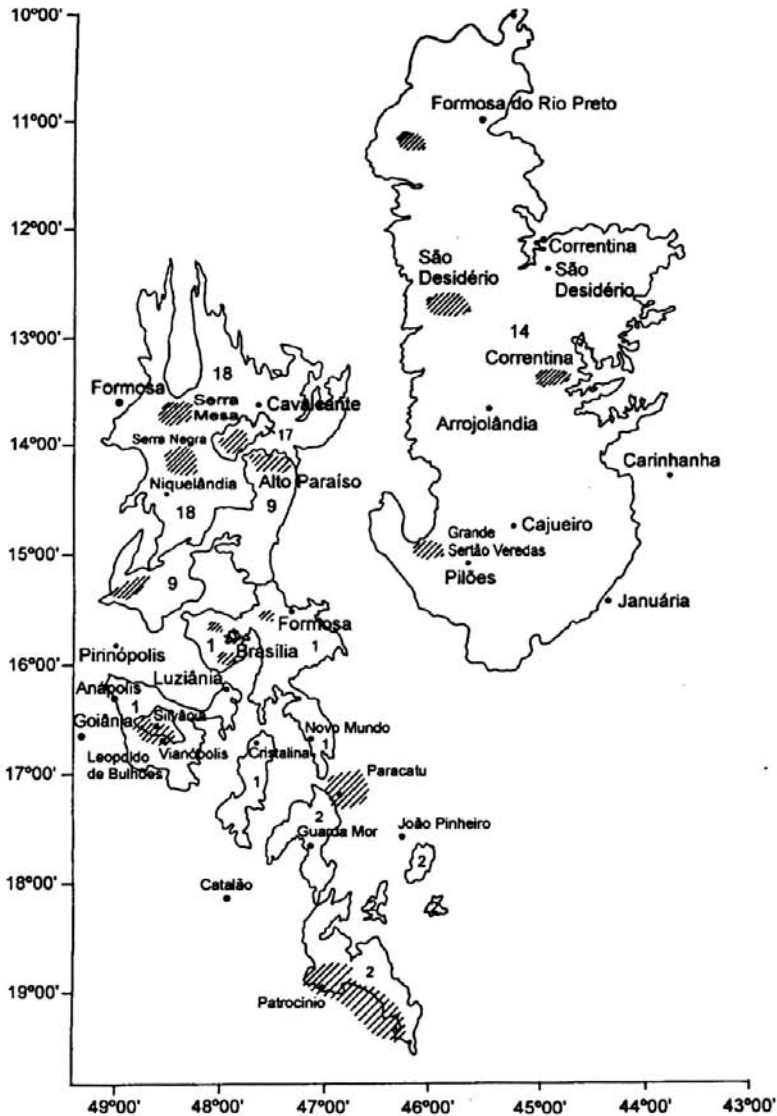 10°00'
Formosa do Rio Preto
11°00'
12°00'
Correntina
São
Desidério
São
Desidério
13°00'
14
18
Correntina
Formosa
Serra
Mesa
Cavalcante
Arrojolândia
17
14°00'
Serra Negra
Carinhanha
Niquelândia
Alto Paraíso
9
18
Cajueiro
Grande
Sertão Veredas
15°00'
Pilões
9
Januária
Formosa
1
Brasília
1
Pirinópolis
16°00'
Luziânia
Anápolis
1
Silvânia
Goiânia
Novo Mundo
1
Vianópolis
Cristalina
Leopoldo
de Bulhões
Paracatu
17°00'
1
2
João Pinheiro
Guarda Mor
2
18°00'
Catalão
2
2
2
19°00'
Patrocínio
49°00'
48°00'
47°00'
46°00'
45°00'
44°00'
43°00'